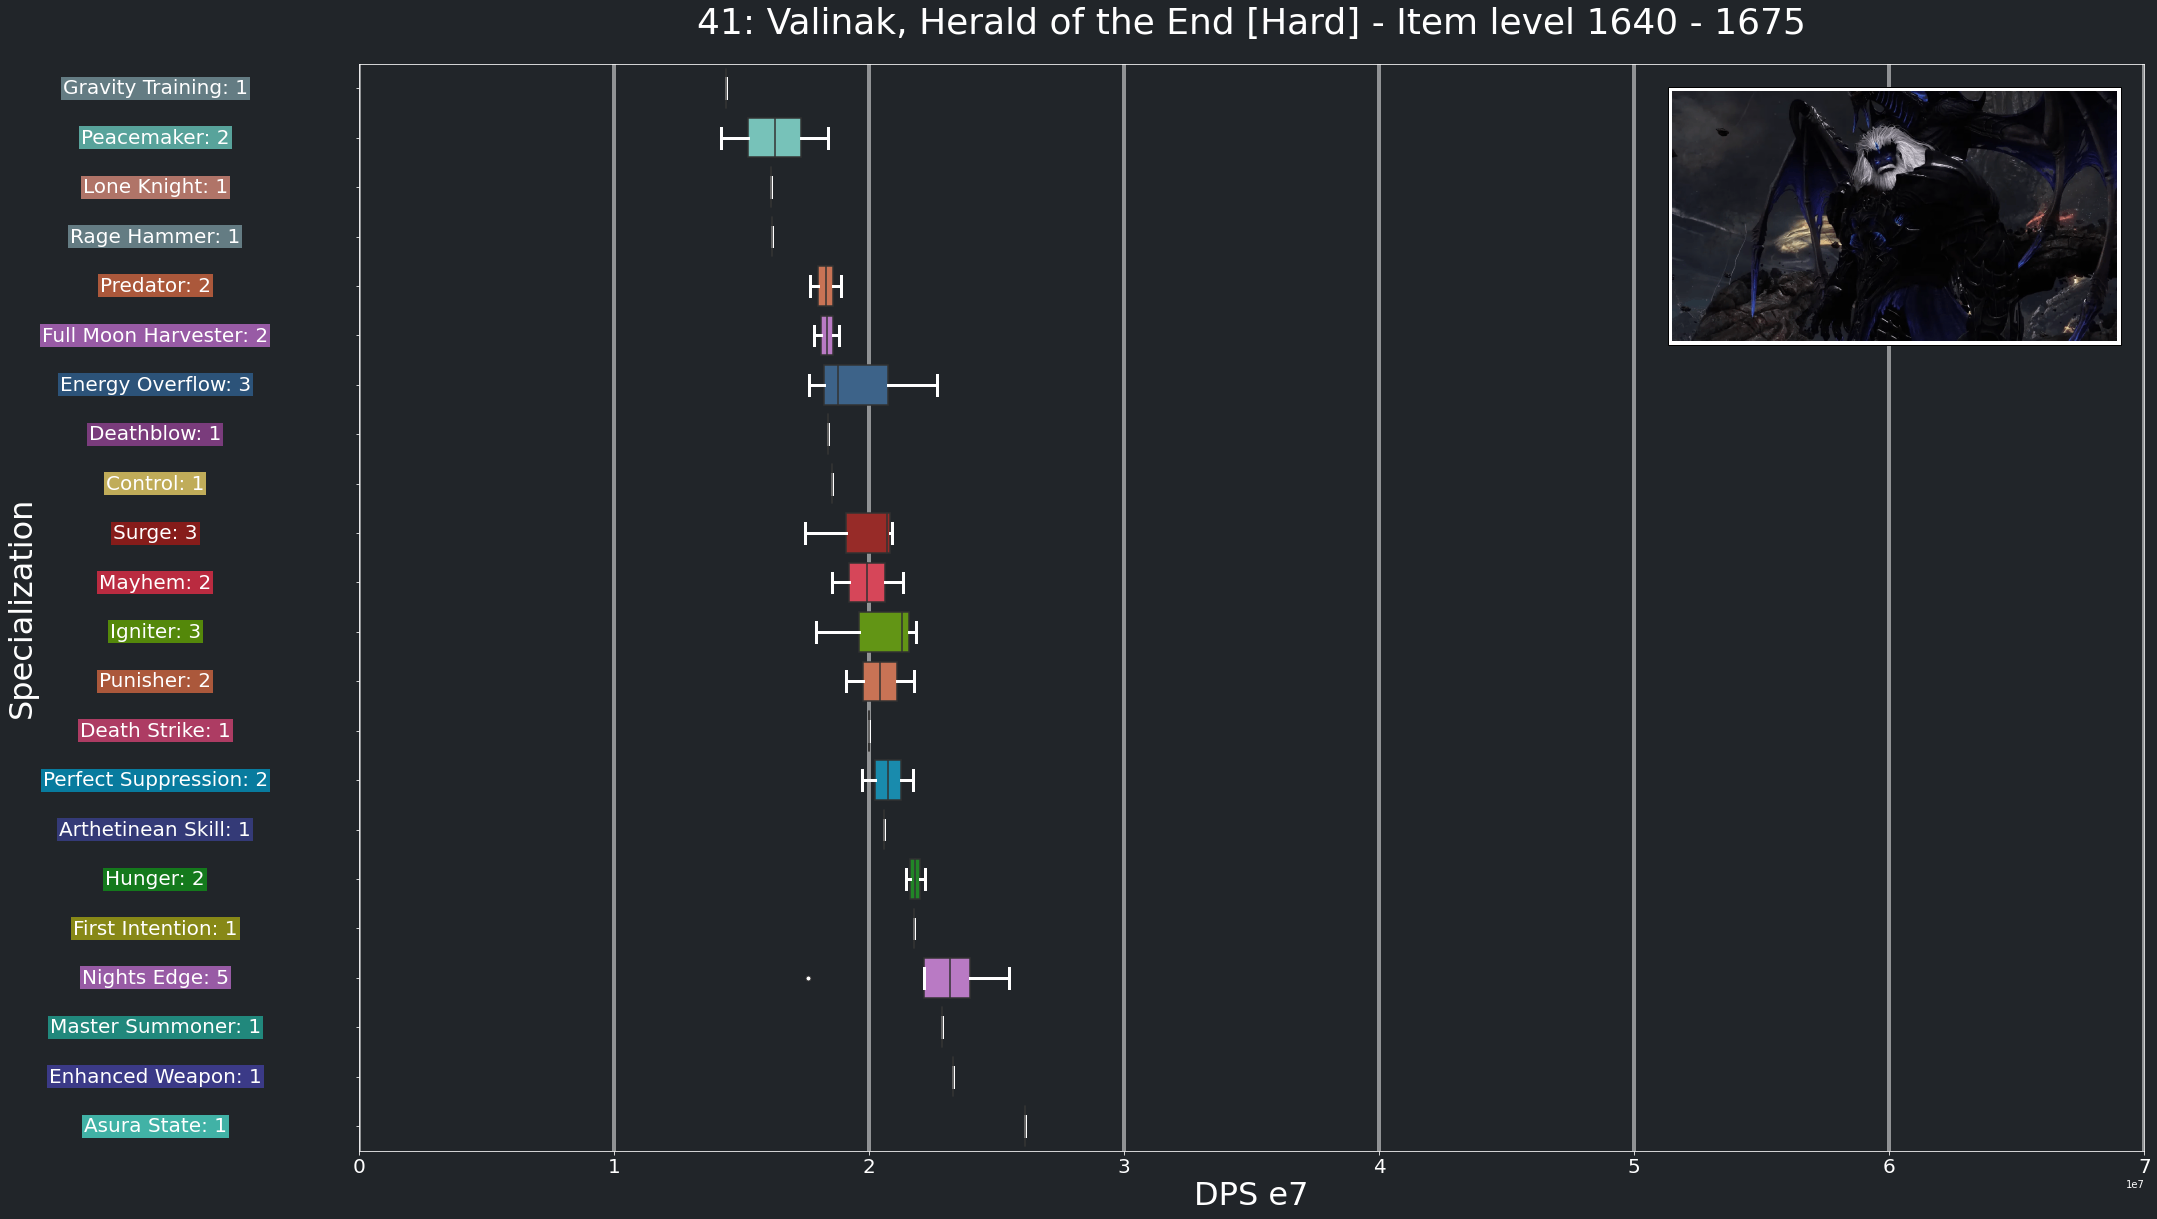 41: Valinak, Herald of the End [Hard] - Item level 1640 - 1675
Gravity Training: 1
Peacemaker: 2
Lone Knight: 1
Rage Hammer: 1
Predator: 2
Full Moon Harvester: 2
Energy Overflow: 3
Deathblow: 1
Control: 1
Surge: 3
Mayhem: 2
Igniter: 3
Punisher: 2
Death Strike: 1
Perfect Suppression: 2
Arthetinean Skill: 1
Hunger: 2
First Intention: 1
Nights Edge: 5
Master Summoner: 1
Enhanced Weapon: 1
Asura State: 1
Specialization
0 1 2 3 4 5 6 7
1e7
DPS e7